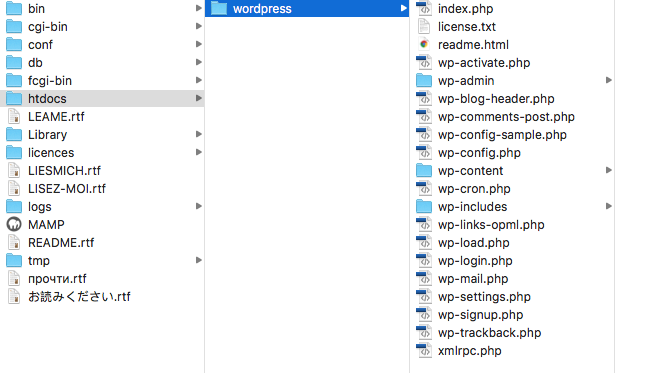 bin
cgi-bin
conf
db
fcgi-bin
htdocs
LEAME.rtf
Library
licences
LIESMICH.rtf
LISEZ-MOI.rtf
logs
MAMP
README.rtf
tmp
прочти.rtf
お読みください.rtf
wordpress
index.php
license.txt
readme.html
wp-activate.php
wp-admin
wp-blog-header.php
wp-comments-post.php
wp-config-sample.php
wp-config.php
wp-content
wp-cron.php
wp-includes
wp-links-opml.php
wp-load.php
wp-login.php
wp-mail.php
wp-settings.php
wp-signup.php
wp-trackback.php
xmlrpc.php